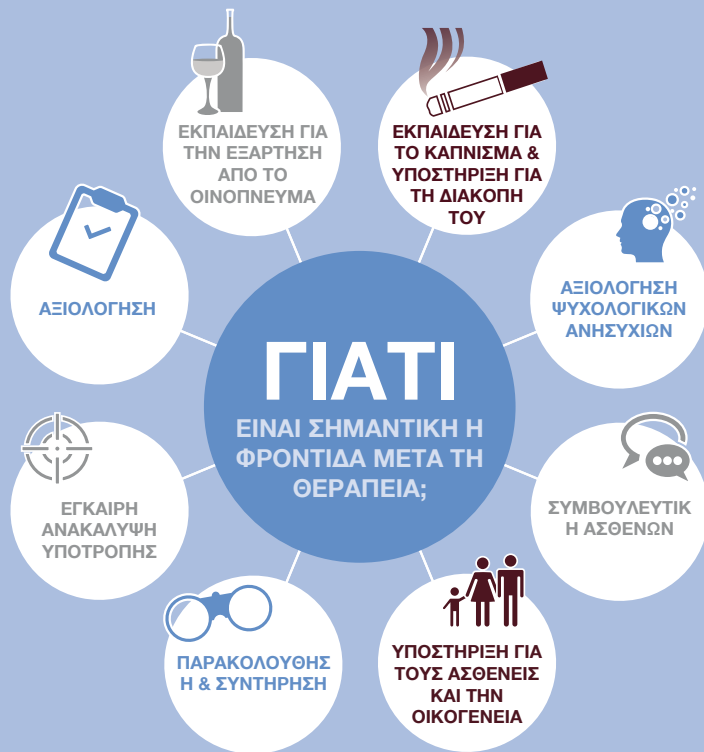 ΓΙΑΤΙ
ΕΙΝΑΙ ΣΗΜΑΝΤΙΚΗ Η
ΦΡΟΝΤΙΔΑ ΜΕΤΑ ΤΗ
ΘΕΡΑΠΕΙΑ;
ΕΚΠΑΙΔΕΥΣΗ ΓΙΑ
ΤΗΝ ΕΞΑΡΤΗΣΗ
ΑΠΟ ΤΟ
ΟΙΝΟΠΝΕΥΜΑ
ΕΚΠΑΙΔΕΥΣΗ ΓΙΑ
ΤΟ ΚΑΠΝΙΣΜΑ &
ΥΠΟΣΤΗΡΙΞΗ ΓΙΑ
ΤΗ ΔΙΑΚΟΠΗ
ΤΟΥ
ΑΞΙΟΛΟΓΗΣΗ
ΨΥΧΟΛΟΓΙΚΩΝ
ΑΝΗΣΥΧΙΩΝ
ΣΥΜΒΟΥΛΕΥΤΙΚ
Η ΑΣΘΕΝΩΝ
ΥΠΟΣΤΗΡΙΞΗ ΓΙΑ
ΤΟΥΣ ΑΣΘΕΝΕΙΣ
ΚΑΙ ΤΗΝ
ΟΙΚΟΓΕΝΕΙΑ
ΠΑΡΑΚΟΛΟΥΘΗΣ
Η & ΣΥΝΤΗΡΗΣΗ
ΕΓΚΑΙΡΗ
ΑΝΑΚΑΛΥΨΗ
ΥΠΟΤΡΟΠΗΣ
ΑΞΙΟΛΟΓΗΣΗ